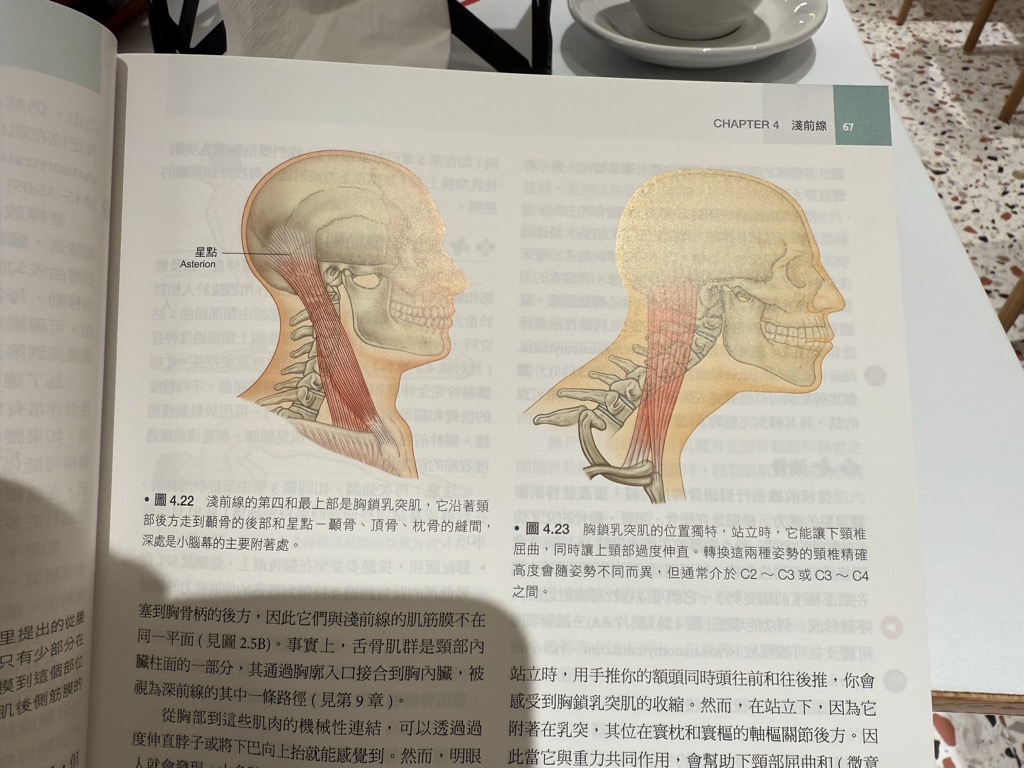 CHAPTER 4 淺前線 67
星點
Asterion
• 圖 4.22 淺前線的第四和最上部是胸鎖乳突肌，它沿著頸
部後方走到顳骨的後部和星點－顳骨、頂骨、枕骨的縫間，
深處是小腦幕的主要附著處。
• 圖 4.23 胸鎖乳突肌的位置獨特，站立時，它能讓下頸椎
屈曲，同時讓上頸部過度伸直。轉換這兩種姿勢的頸椎精確
高度會隨姿勢不同而異，但通常介於 C2～C3 或 C3～C4
之間。
塞到胸骨柄的後方，因此它們與淺前線的肌筋膜不在
同一平面（見圖 2.5B）。事實上，舌骨肌群是頸部內
臟柱面的一部分，其通過胸廓入口接合到胸內臟，被
視為深前線的其中一條路徑（見第 9 章）。
從胸部到這些肌肉的機械性連結，可以透過過
度伸直脖子或將下巴向上抬就能感覺到。然而，明眼
站立時，用手推你的額頭同時頭往前和往後推，你會
感受到胸鎖乳突肌的收縮。然而，在站立下，因為它
附著在乳突，其位在寰枕和寰樞的軸樞關節後方。因
此當它與重力共同作用，會幫助下頸部屈曲和（微意
里提出的從腹
只有少部分在
摸到這個部位
肌後側筋膜的